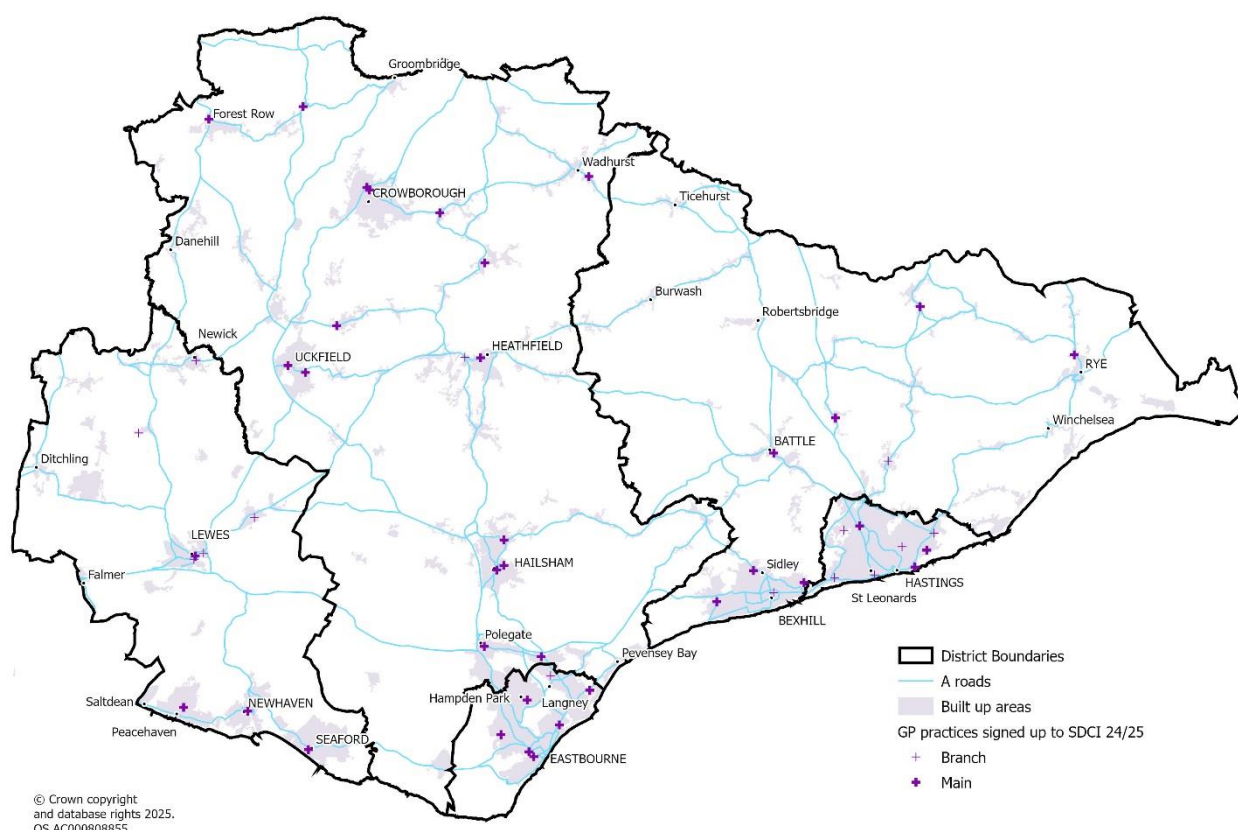 Groombridge
Forest Row
Wadhurst
CROWBOROUGH
Ticehurst
Danehill
Burwash
Robertsbridge
Newick
UCKFIELD
HEATHFIELD
RYE
Winchelsea
BATTLE
Ditchling
LEWES
HAILSHAM
Falmer
Sidley
HASTINGS
St Leonards
BEXHILL
Polegate
Pevensey Bay
Hampden Park
Langney
Saltdean
NEWHAVEN
Peacehaven
SEAFORD
EASTBOURNE
District Boundaries
A roads
Built up areas
GP practices signed up to SDCI 24/25
Branch
Main
© Crown copyright
and database rights 2025.
OS AC000808855